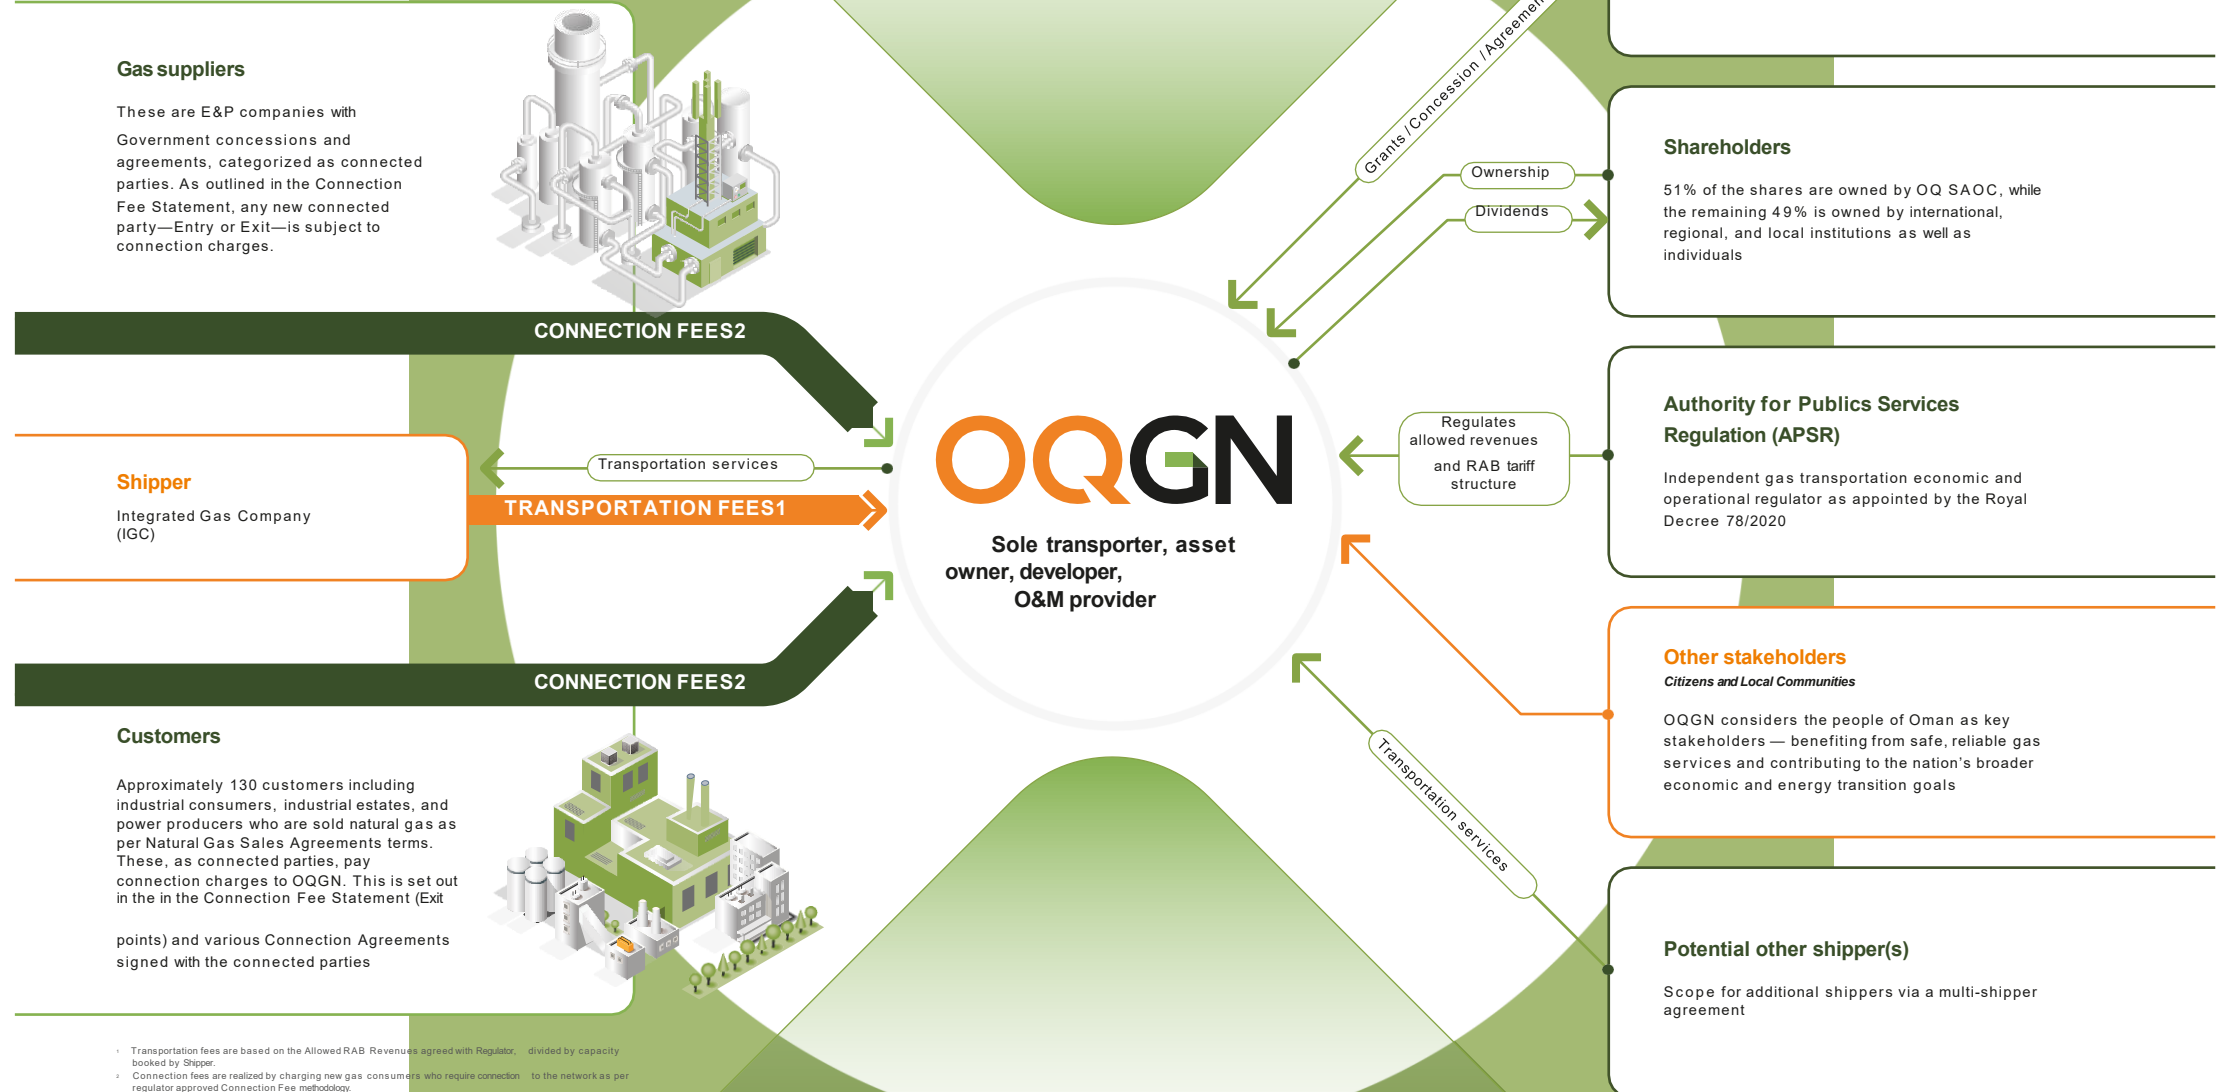 Gas suppliers
These are E&P companies with
Government concessions and
agreements, categorized as connected
parties. As outlined in the Connection
Fee Statement, any new connected
party—Entry or Exit—is subject to
connection charges.
CONNECTION FEES2
Shipper
Integrated Gas Company
(IGC)
Transportation services
TRANSPORTATION FEES1
CONNECTION FEES2
Customers
Approximately 130 customers including
industrial consumers, industrial estates, and
power producers who are sold natural gas as
per Natural Gas Sales Agreements terms.
These, as connected parties, pay
connection charges to OQGN. This is set out
in the in the Connection Fee Statement (Exit
points) and various Connection Agreements
signed with the connected parties
1 Transportation fees are based on the Allowed RAB Revenues agreed with Regulator, divided by capacity
booked by Shipper.
2 Connection fees are realized by charging new gas consumers who require connection to the network as per
regulator approved Connection Fee methodology.
OQGN
Sole transporter, asset
owner, developer,
O&M provider
Grants /Concession /Agreemen
Ownership
Dividends
Regulates
allowed revenues
and RAB tariff
structure
Transportation services
Shareholders
51% of the shares are owned by OQ SAOC, while
the remaining 49% is owned by international,
regional, and local institutions as well as
individuals
Authority for Publics Services
Regulation (APSR)
Independent gas transportation economic and
operational regulator as appointed by the Royal
Decree 78/2020
Other stakeholders
Citizens and Local Communities
OQGN considers the people of Oman as key
stakeholders — benefiting from safe, reliable gas
services and contributing to the nation’s broader
economic and energy transition goals
Potential other shipper(s)
Scope for additional shippers via a multi-shipper
agreement